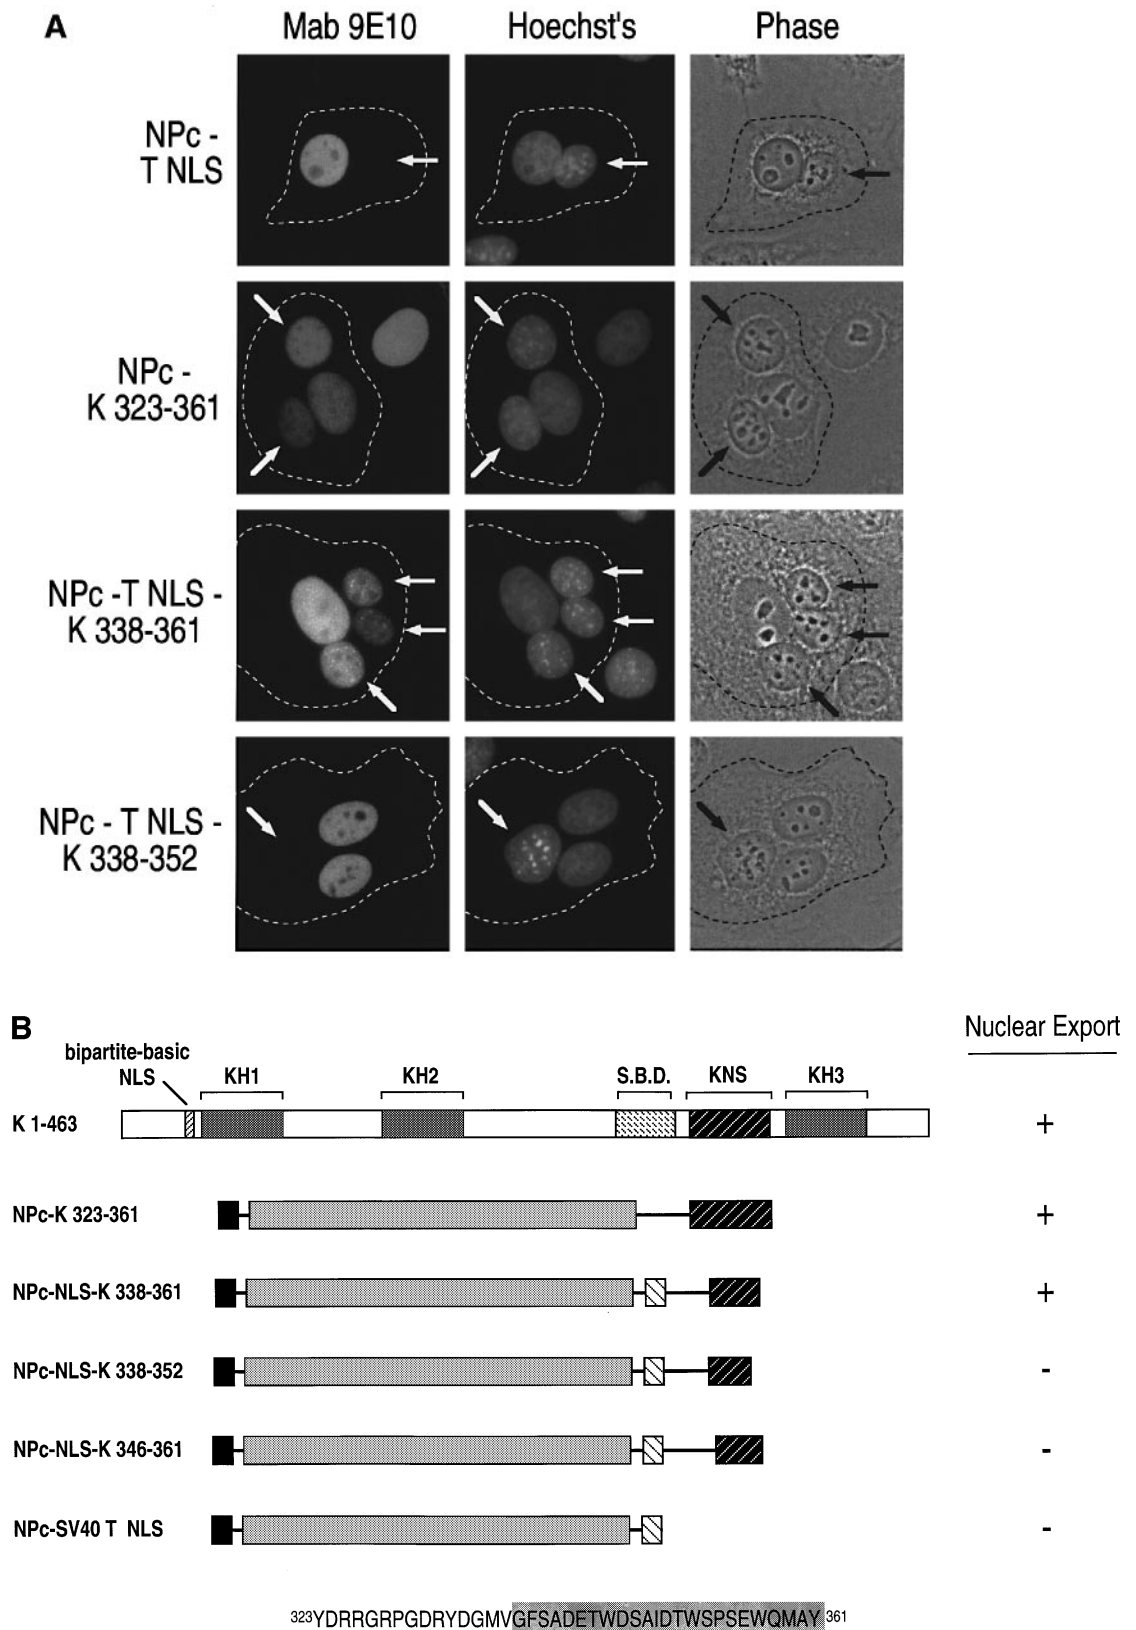 A
Mab 9E10 Hoechst's Phase
NPc -
T NLS
NPc -
K 323-361
NPc -T NLS -
K 338-361
NPc - T NLS -
K 338-352
B
Nuclear Export
bipartite-basic
NLS
KH1 KH2 S.B.D. KNS KH3
K 1-463 +
NPc-K 323-361 +
NPc-NLS-K 338-361 +
NPc-NLS-K 338-352 -
NPc-NLS-K 346-361 -
NPc-SV40 T NLS -
323YDRRGRPGDRYDGMVGFSADETWDSAIDTWSPSEWQMAY 361